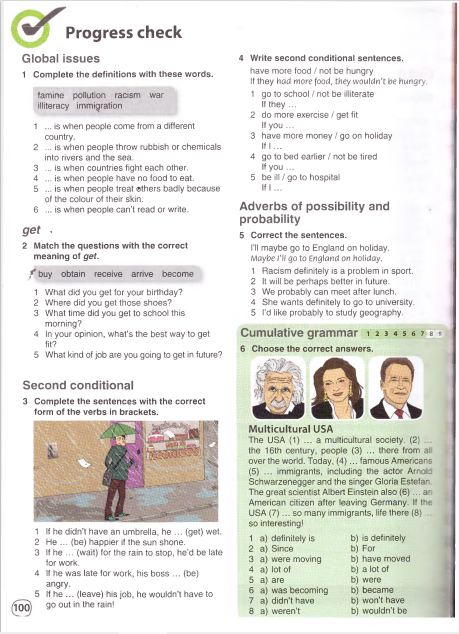 Progress check
Global issues
1 Complete the definitions with these words.
famine pollution racism war
illiteracy immigration
1 ... is when people come from a different
country.
2 ... is when people throw rubbish or chemicals
into rivers and the sea.
3 ... is when countries fight each other.
4 ... is when people have no food to eat.
5 ... is when people treat others badly because
of the colour of their skin.
6 ... is when people can't read or write.
get
2 Match the questions with the correct
meaning of get.
buy obtain receive arrive become
1 What did you get for your birthday?
2 Where did you get those shoes?
3 What time did you get to school this
morning?
4 In your opinion, what's the best way to get
fit?
5 What kind of job are you going to get in future?
Second conditional
3 Complete the sentences with the correct
form of the verbs in brackets.
1 If he didn't have an umbrella, he ... (get) wet.
2 He ... (be) happier if the sun shone.
3 If he ... (wait) for the rain to stop, he'd be late
for work.
4 If he was late for work, his boss ... (be)
angry.
5 If he ... (leave) his job, he wouldn't have to
go out in the rain!
100
4 Write second conditional sentences.
have more food / not be hungry
If they had more food, they wouldn't be hungry.
1 go to school / not be illiterate
If they ...
2 do more exercise / get fit
If you ...
3 have more money / go on holiday
If I ...
4 go to bed earlier / not be tired
If you ...
5 be ill / go to hospital
If I ...
Adverbs of possibility and
probability
5 Correct the sentences.
I'll maybe go to England on holiday.
Maybe I'll go to England on holiday.
1 Racism definitely is a problem in sport.
2 It will be perhaps better in future.
3 We probably can meet after lunch.
4 She wants definitely to go to university.
5 I'd like probably to study geography.
Cumulative grammar 1 2 3 4 5 6 7 8 9
6 Choose the correct answers.
Multicultural USA
The USA (1) ... a multicultural society. (2) ...
the 16th century, people (3) ... there from all
over the world. Today, (4) ... famous Americans
(5) ... immigrants, including the actor Arnold
Schwarzenegger and the singer Gloria Estefan.
The great scientist Albert Einstein also (6) ... an
American citizen after leaving Germany. If the
USA (7) ... so many immigrants, life there (8) ...
so interesting!
1 a) definitely is b) is definitely
2 a) Since b) For
3 a) were moving b) have moved
4 a) lot of b) a lot of
5 a) are b) were
6 a) was becoming b) became
7 a) didn't have b) won't have
8 a) weren't b) wouldn't be